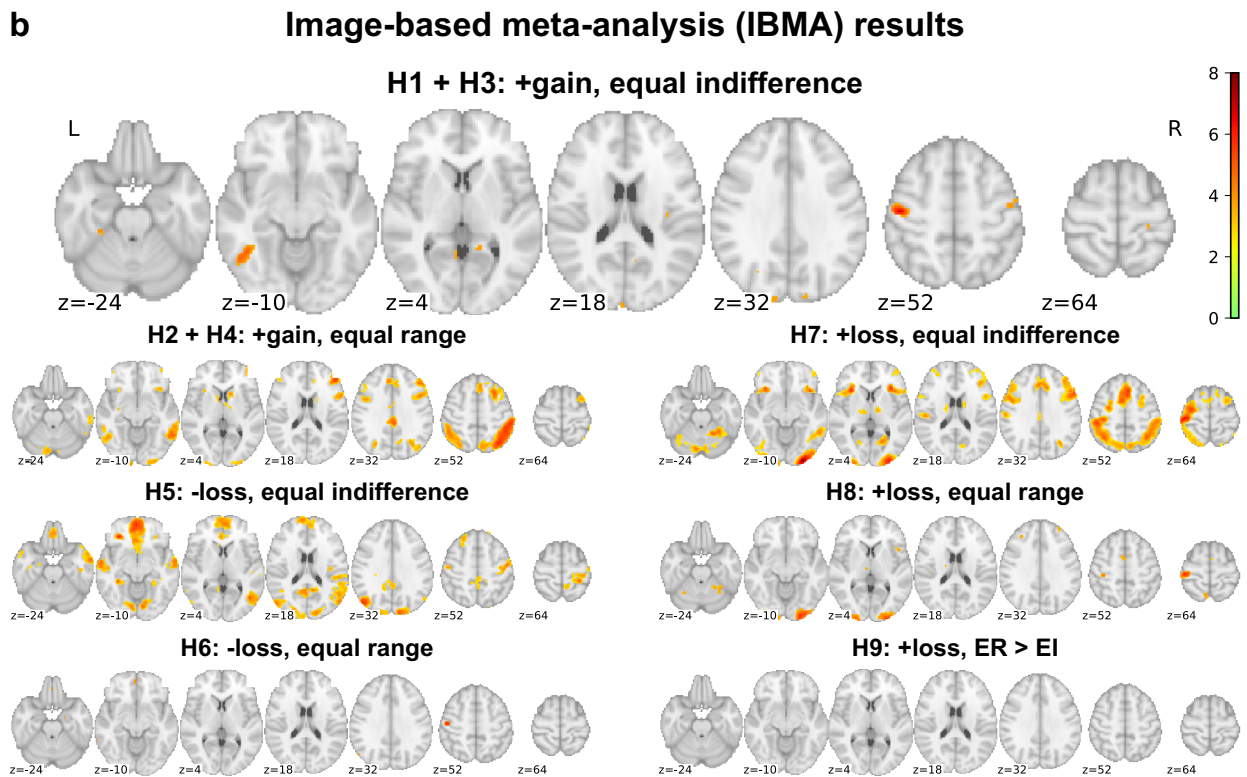 b
Image-based meta-analysis (IBMA) results
H1 + H3: +gain, equal indifference
8
6
4
2
0
L
R
z=-24
z=-10
z=4
z=18
z=32
z=52
z=64
H2 + H4: +gain, equal range
z=-24
z=-10
z=4
z=18
z=32
z=52
z=64
H7: +loss, equal indifference
z=-24
z=-10
z=4
z=18
z=32
z=52
z=64
H5: -loss, equal indifference
z=-24
z=-10
z=4
z=18
z=32
z=52
z=64
H8: +loss, equal range
z=-24
z=-10
z=4
z=18
z=32
z=52
z=64
H6: -loss, equal range
z=-24
z=-10
z=4
z=18
z=32
z=52
z=64
H9: +loss, ER > EI
z=-24
z=-10
z=4
z=18
z=32
z=52
z=64